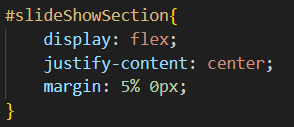 #slideShowSection{
    display: flex;
    justify-content: center;
    margin: 5% 0px;
}